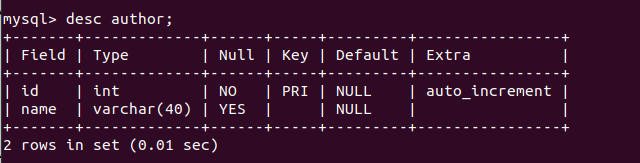 mysql> desc author;
+-------+-------------+------+-----+---------+----------------+
| Field | Type        | Null | Key | Default | Extra          |
+-------+-------------+------+-----+---------+----------------+
| id    | int         | NO   | PRI | NULL    | auto_increment |
| name  | varchar(40) | YES  |     | NULL    |                |
+-------+-------------+------+-----+---------+----------------+
2 rows in set (0.01 sec)